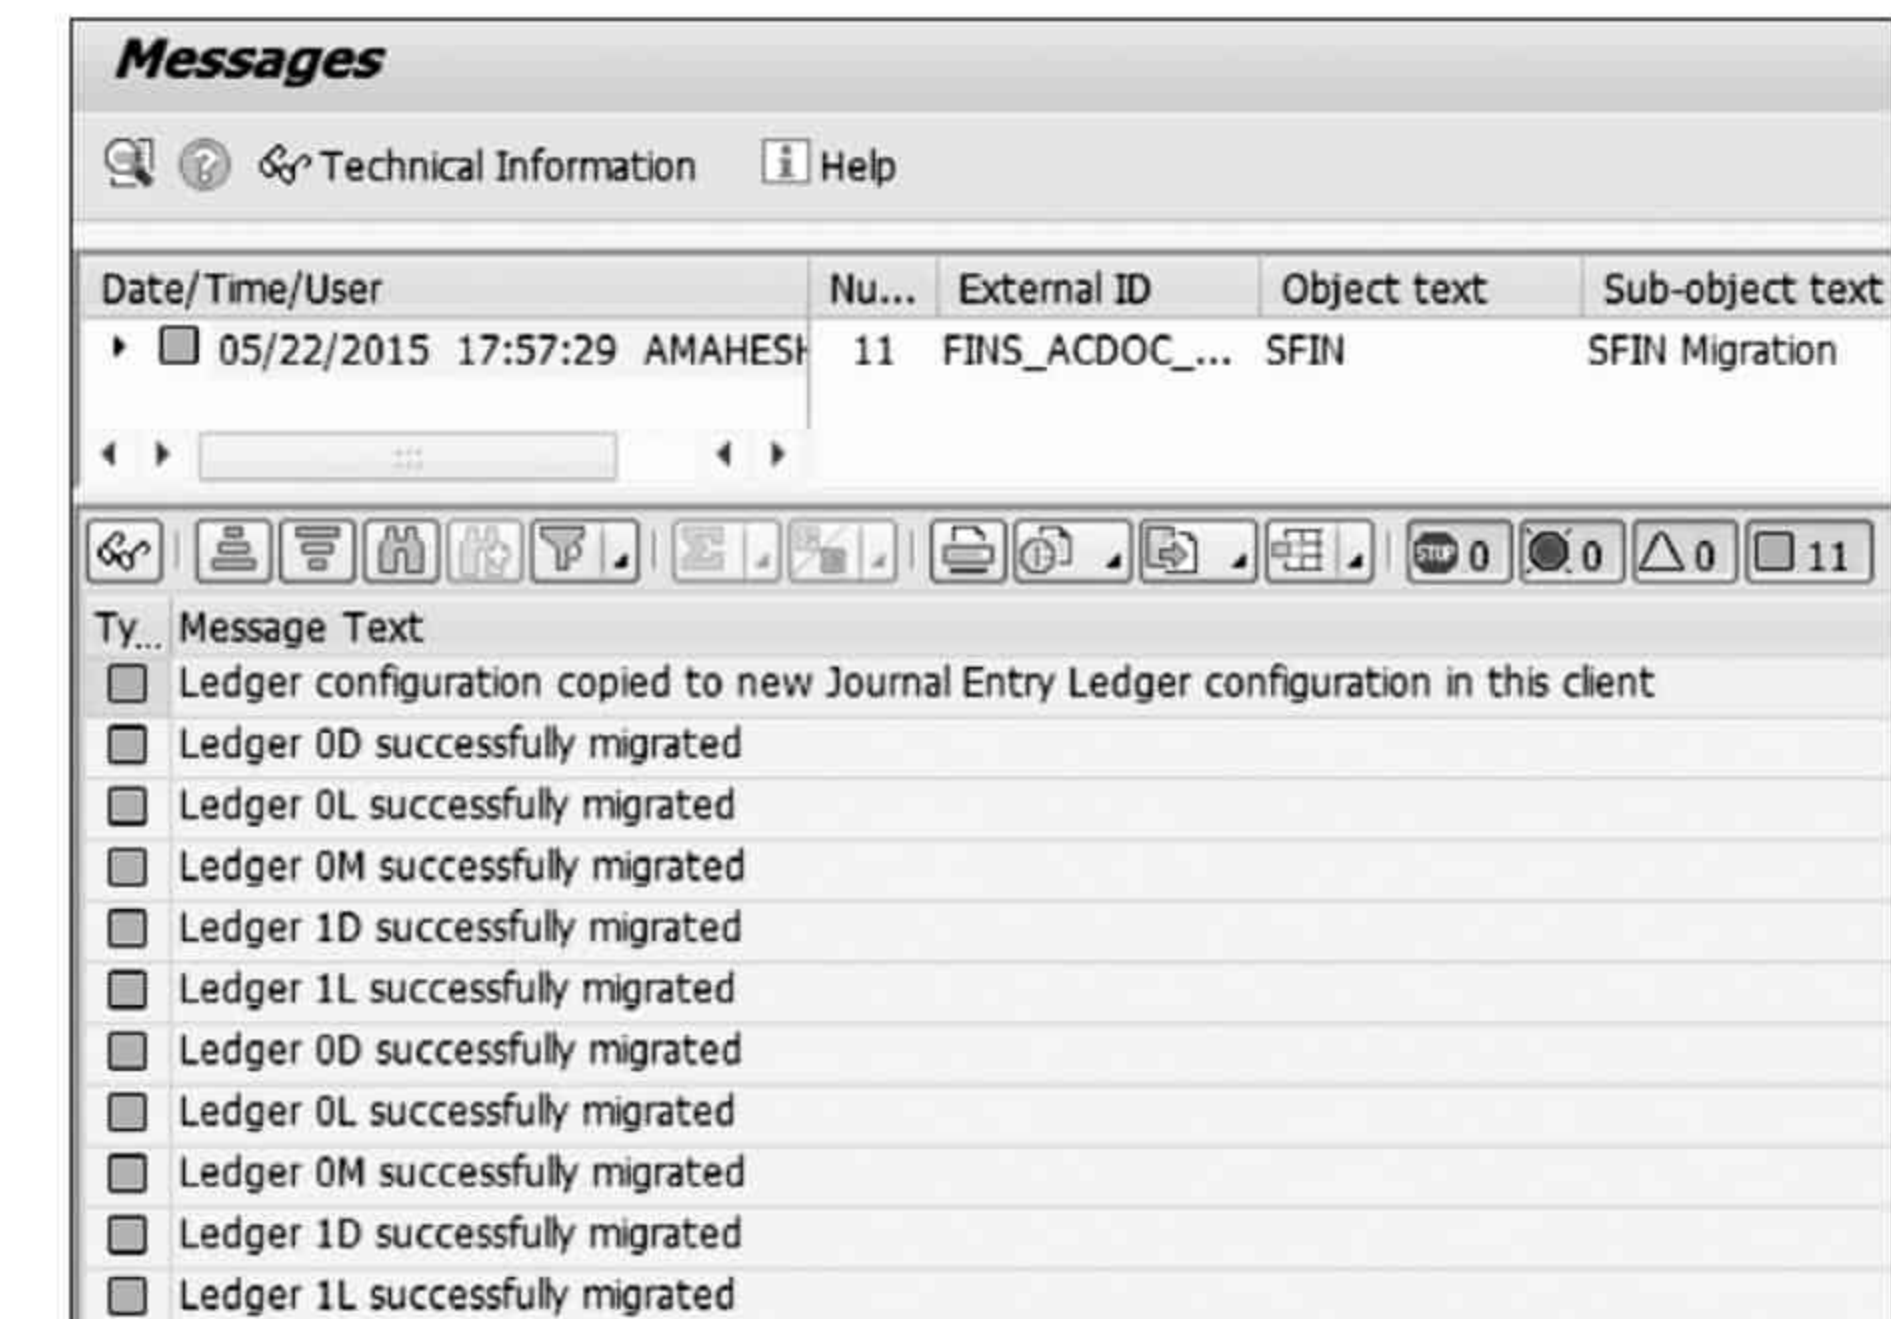 Messages
Technical Information Help
Date/Time/User Nu... External ID Object text Sub-object text
05/22/2015 17:57:29 AMAHESH 11 FINS_ACDOC_... SFIN SFIN Migration
STOP 0 0 0 11
Ty... Message Text
Ledger configuration copied to new Journal Entry Ledger configuration in this client
Ledger 0D successfully migrated
Ledger 0L successfully migrated
Ledger 0M successfully migrated
Ledger 1D successfully migrated
Ledger 1L successfully migrated
Ledger 0D successfully migrated
Ledger 0L successfully migrated
Ledger 0M successfully migrated
Ledger 1D successfully migrated
Ledger 1L successfully migrated